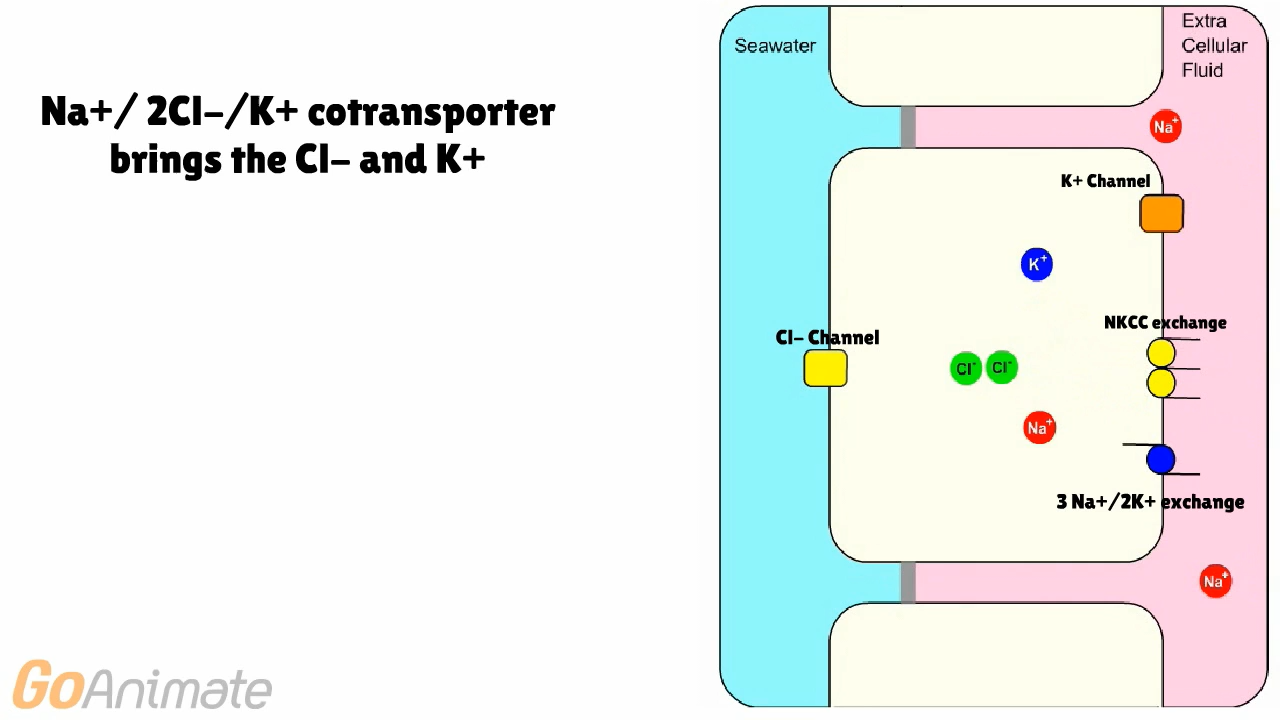 Na+/ 2Cl-/K+ cotransporter
brings the Cl- and K+
Seawater
Extra
Cellular
Fluid
Na+
K+ Channel
K+
NKCC exchange
Cl- Channel
Cl- Cl-
Na+
3 Na+/2K+ exchange
Na+
GoAnimate